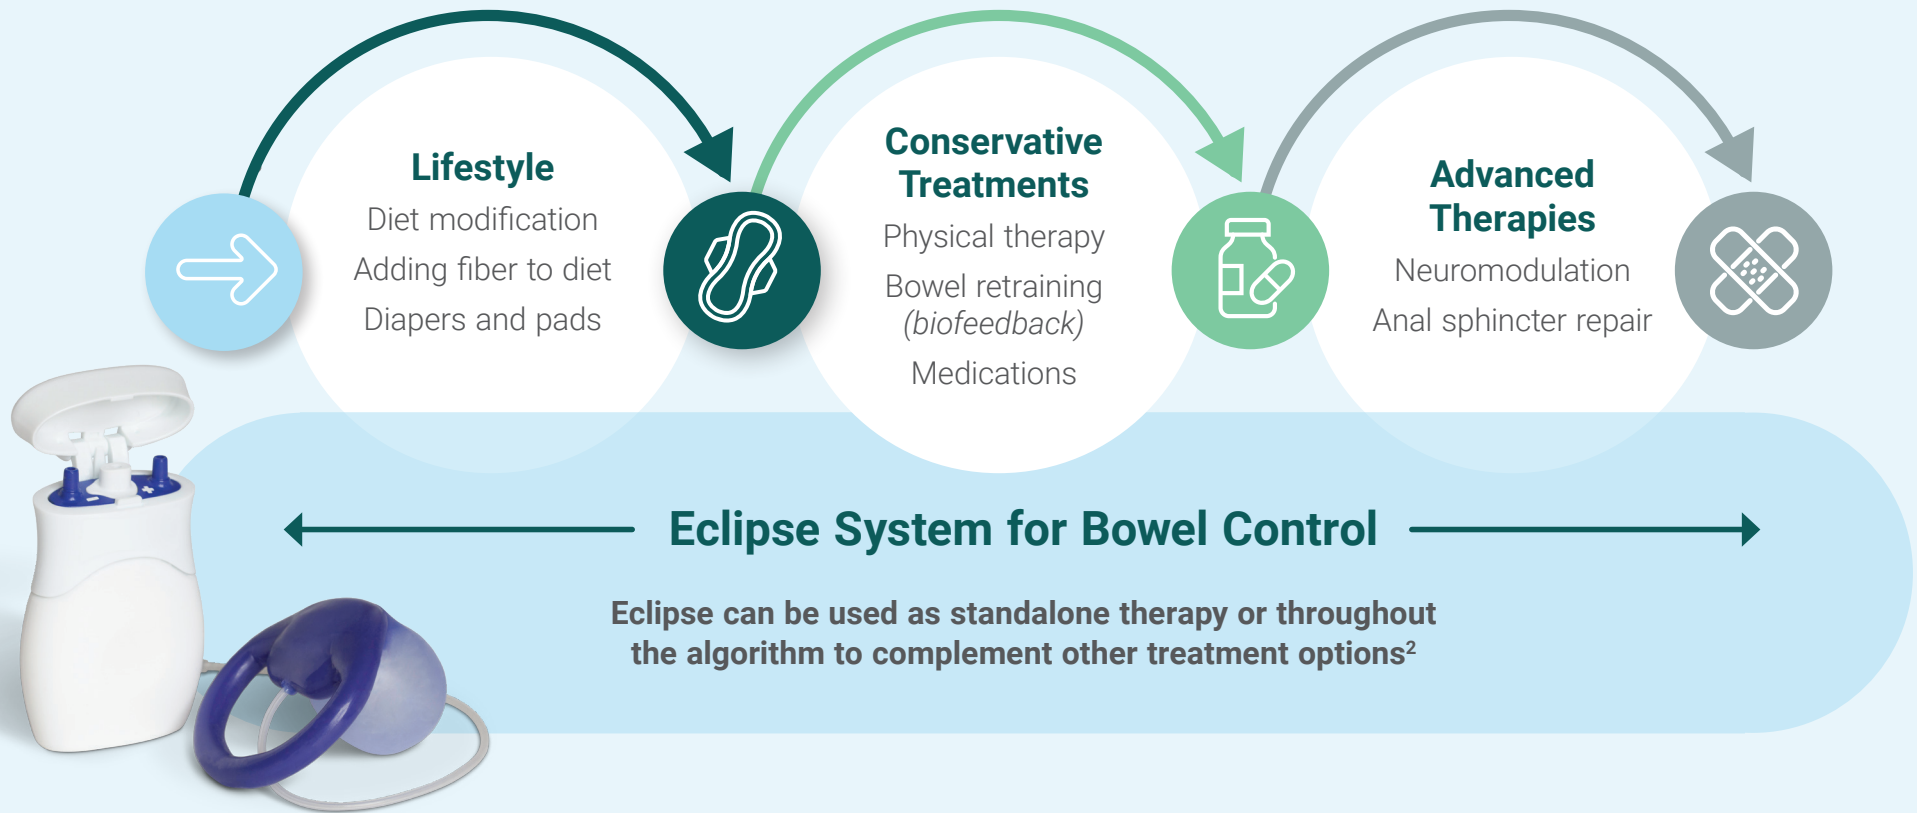 Lifestyle
Diet modification
Adding fiber to diet
Diapers and pads
Conservative
Treatments
Physical therapy
Bowel retraining
(biofeedback)
Medications
Advanced
Therapies
Neuromodulation
Anal sphincter repair
Eclipse System for Bowel Control
Eclipse can be used as standalone therapy or throughout
the algorithm to complement other treatment options²